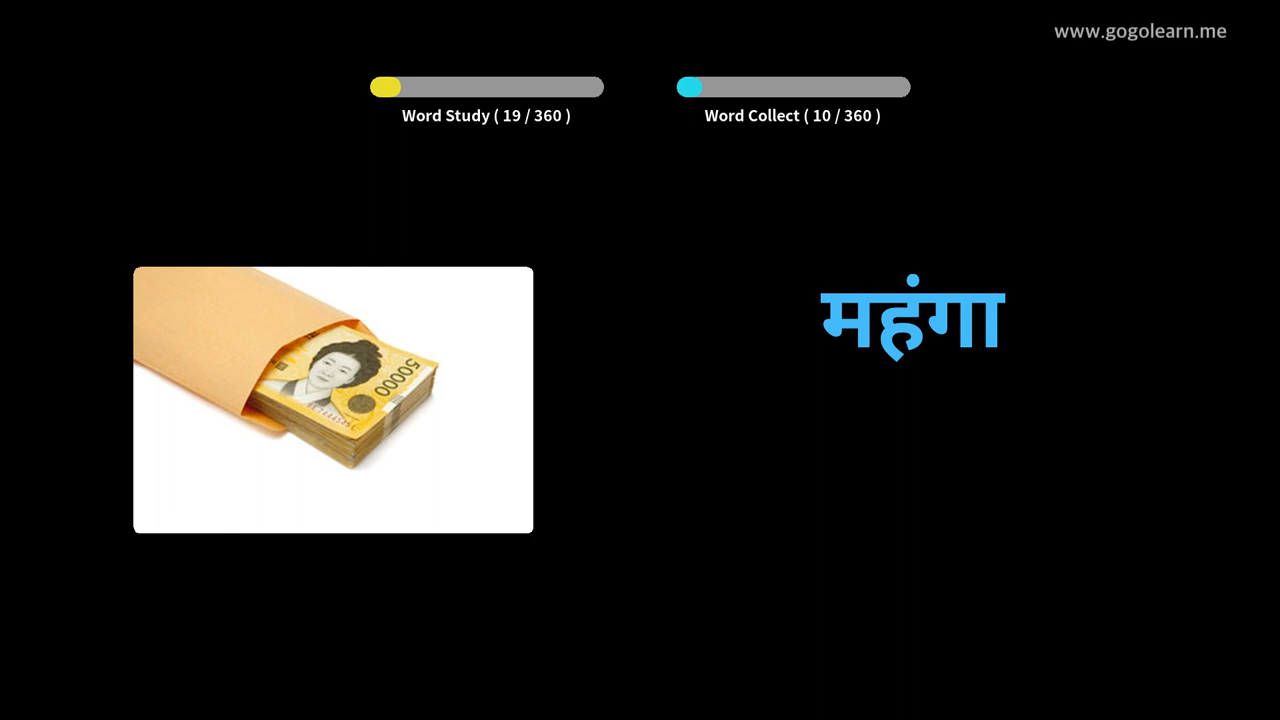 www.gogolearn.me
Word Study ( 19 / 360 )
Word Collect ( 10 / 360 )
महंगा
50000